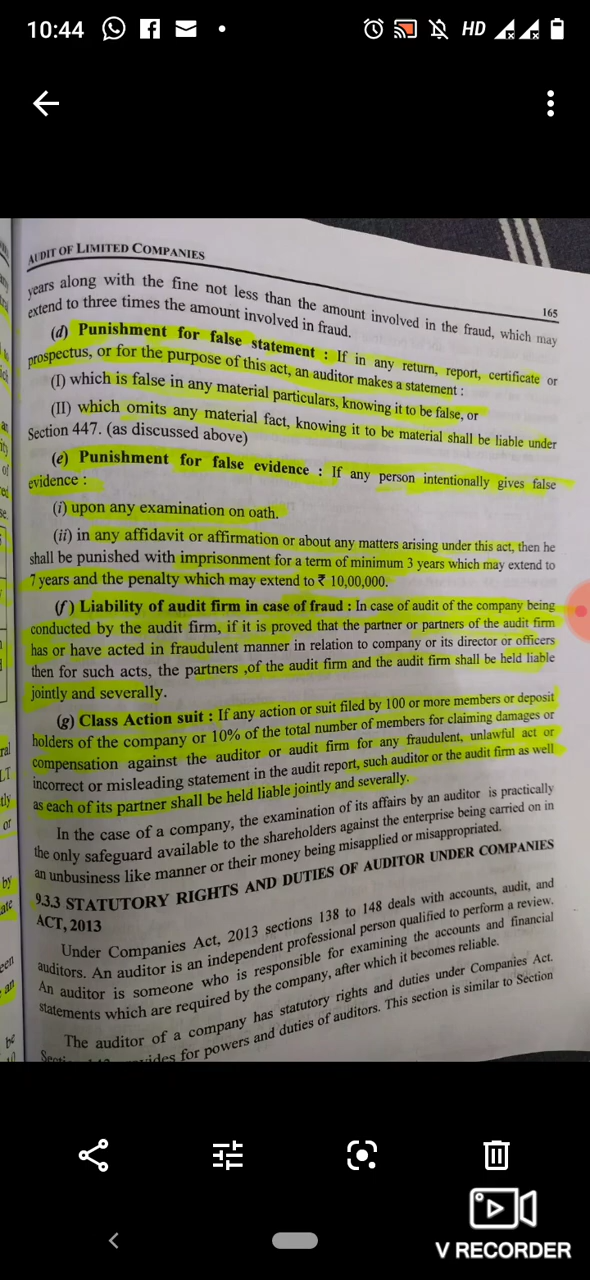 10:44
HD
AUDIT OF LIMITED COMPANIES
165
years along with the fine not less than the amount involved in the fraud, which may
extend to three times the amount involved in fraud.
(d) Punishment for false statement : If in any return, report, certificate or
prospectus, or for the purpose of this act, an auditor makes a statement :
(I) which is false in any material particulars, knowing it to be false, or
(II) which omits any material fact, knowing it to be material shall be liable under
Section 447. (as discussed above)
(e) Punishment for false evidence : If any person intentionally gives false
evidence :
(i) upon any examination on oath.
(ii) in any affidavit or affirmation or about any matters arising under this act, then he
shall be punished with imprisonment for a term of minimum 3 years which may extend to
7 years and the penalty which may extend to ₹ 10,00,000.
(f) Liability of audit firm in case of fraud : In case of audit of the company being
conducted by the audit firm, if it is proved that the partner or partners of the audit firm
has or have acted in fraudulent manner in relation to company or its director or officers
then for such acts, the partners ,of the audit firm and the audit firm shall be held liable
jointly and severally.
(g) Class Action suit : If any action or suit filed by 100 or more members or deposit
holders of the company or 10% of the total number of members for claiming damages or
compensation against the auditor or audit firm for any fraudulent, unlawful act or
incorrect or misleading statement in the audit report, such auditor or the audit firm as well
as each of its partner shall be held liable jointly and severally.
In the case of a company, the examination of its affairs by an auditor is practically
the only safeguard available to the shareholders against the enterprise being carried on in
an unbusiness like manner or their money being misapplied or misappropriated.
9.3.3 STATUTORY RIGHTS AND DUTIES OF AUDITOR UNDER COMPANIES
ACT, 2013
Under Companies Act, 2013 sections 138 to 148 deals with accounts, audit, and
auditors. An auditor is an independent professional person qualified to perform a review.
An auditor is someone who is responsible for examining the accounts and financial
statements which are required by the company, after which it becomes reliable.
The auditor of a company has statutory rights and duties under Companies Act.
for powers and duties of auditors. This section is similar to Section
V RECORDER